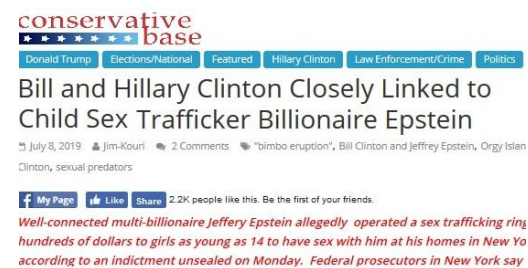 conservative
base
Donald Trump Elections/National Featured Hillary Clinton Law Enforcement/Crime Politics
Bill and Hillary Clinton Closely Linked to
Child Sex Trafficker Billionaire Epstein
July 8, 2019 Jim-Kouri 2 Comments "bimbo eruption", Bill Clinton and Jeffrey Epstein, Orgy Islan
Clinton, sexual predators
f My Page Like Share 2.2K people like this. Be the first of your friends.
Well-connected multi-billionaire Jeffery Epstein allegedly operated a sex trafficking ring
hundreds of dollars to girls as young as 14 to have sex with him at his homes in New Yo
according to an indictment unsealed on Monday. Federal prosecutors in New York say